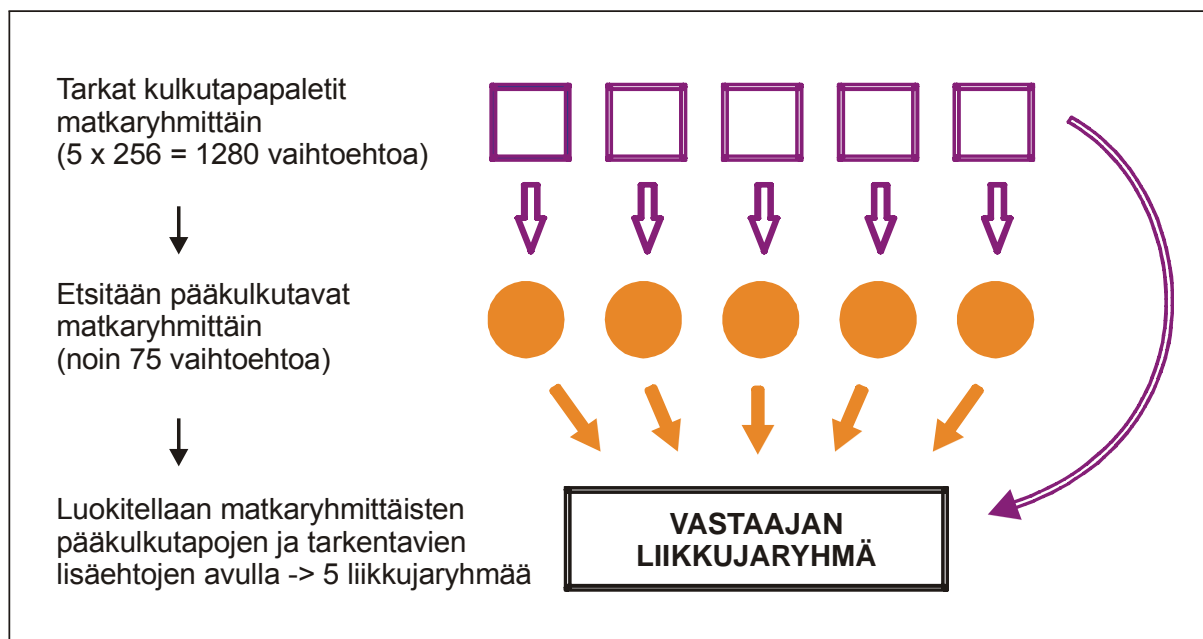 Tarkat kulkutapapaletit
matkaryhmittäin
(5 x 256 = 1280 vaihtoehtoa)
Etsitään pääkulkutavat
matkaryhmittäin
(noin 75 vaihtoehtoa)
Luokitellaan matkaryhmittäisten
pääkulkutapojen ja tarkentavien
lisäehtojen avulla -> 5 liikkujaryhmää
VASTAAJAN
LIIKKUJARYHMÄ